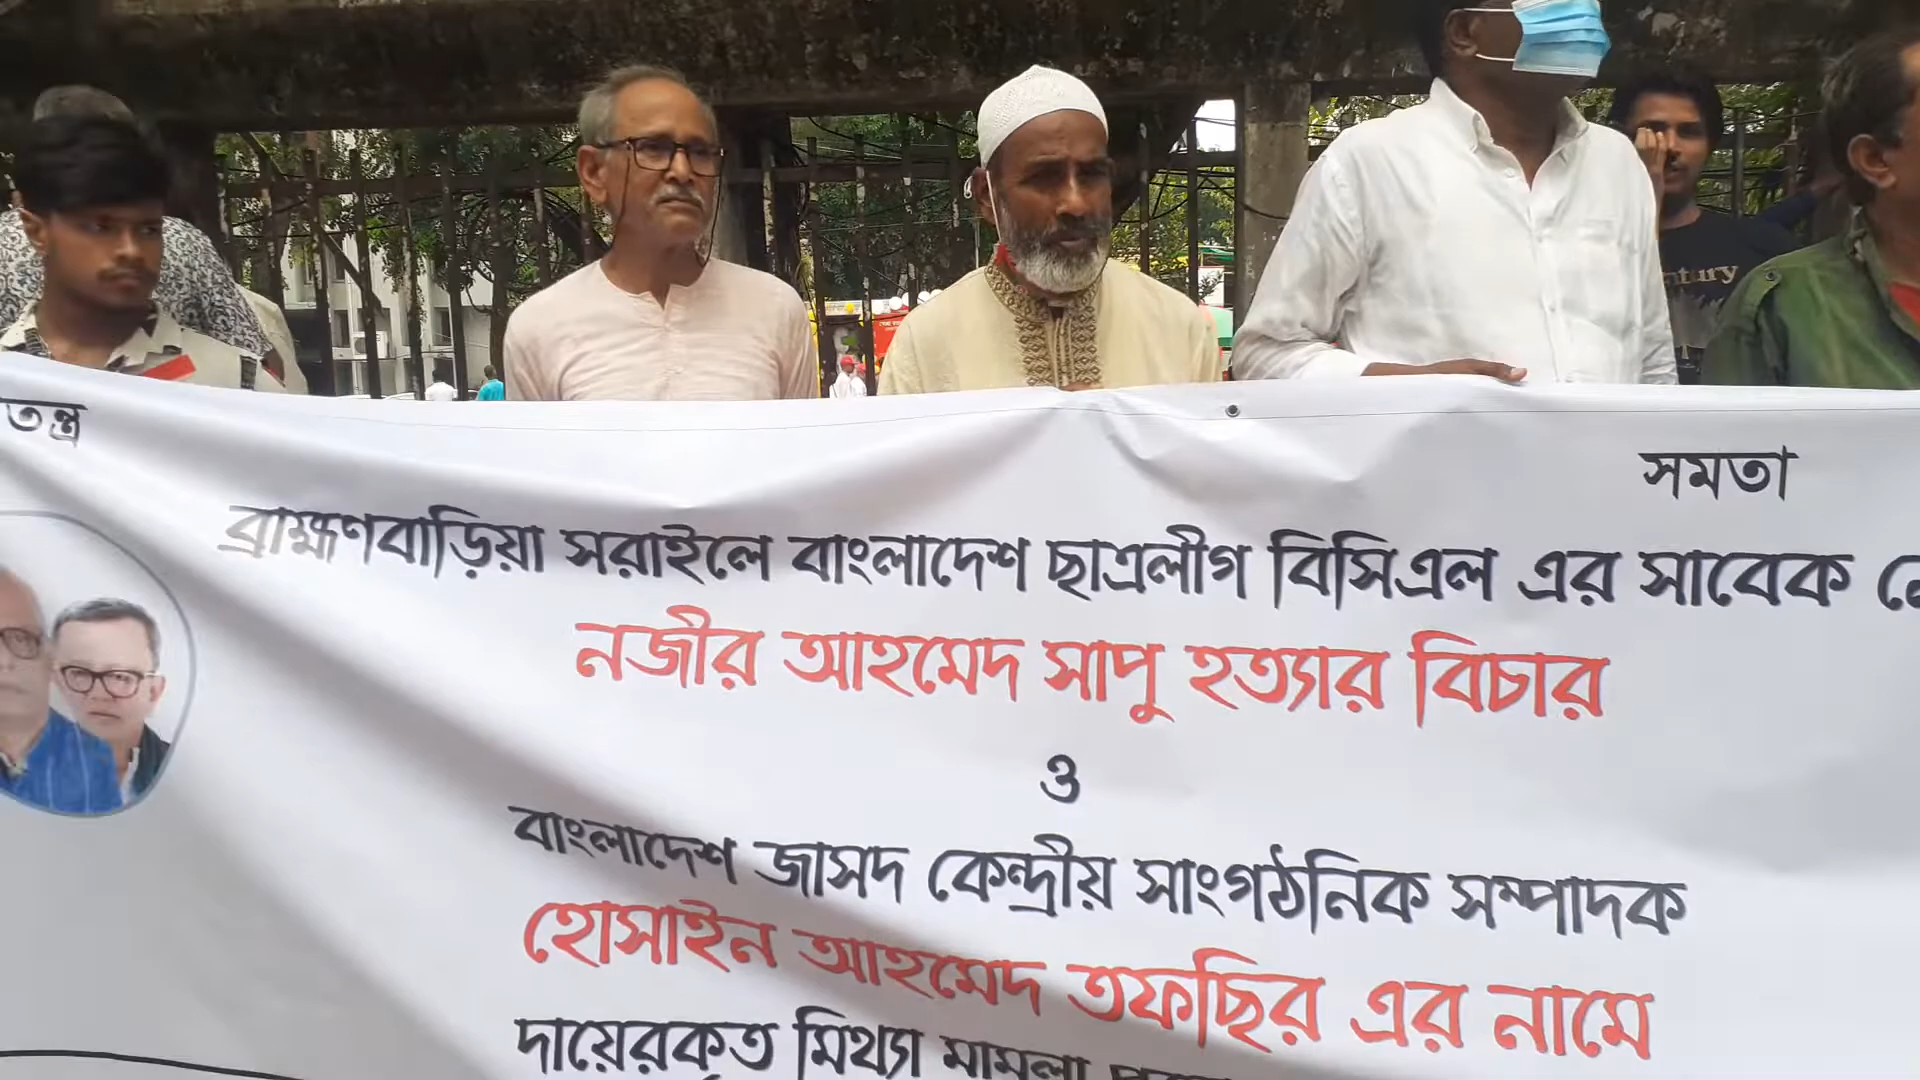 তন্ত্র
সমতা
ব্রাহ্মণবাড়িয়া সরাইলে বাংলাদেশ ছাত্রলীগ বিসিএল এর সাবেক
নজীর আহমেদ সাপু হত্যার বিচার
ও
বাংলাদেশ জাসদ কেন্দ্রীয় সাংগঠনিক সম্পাদক
হোসাইন আহমেদ তফছির এর নামে
দায়েরকৃত মিথ্যা মামলা